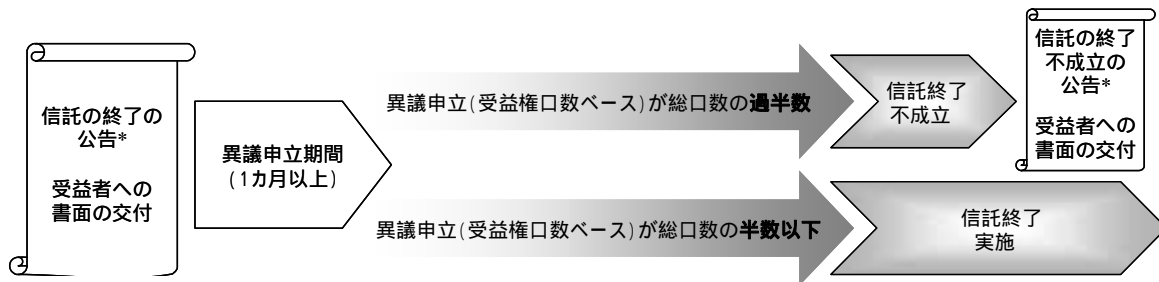 信託の終了の
公告*
受益者への
書面の交付
異議申立期間
(1カ月以上)
異議申立(受益権口数ベース)が総口数の過半数
信託終了
不成立
信託の終了
不成立の
公告*
受益者への
書面の交付
異議申立(受益権口数ベース)が総口数の半数以下
信託終了
実施